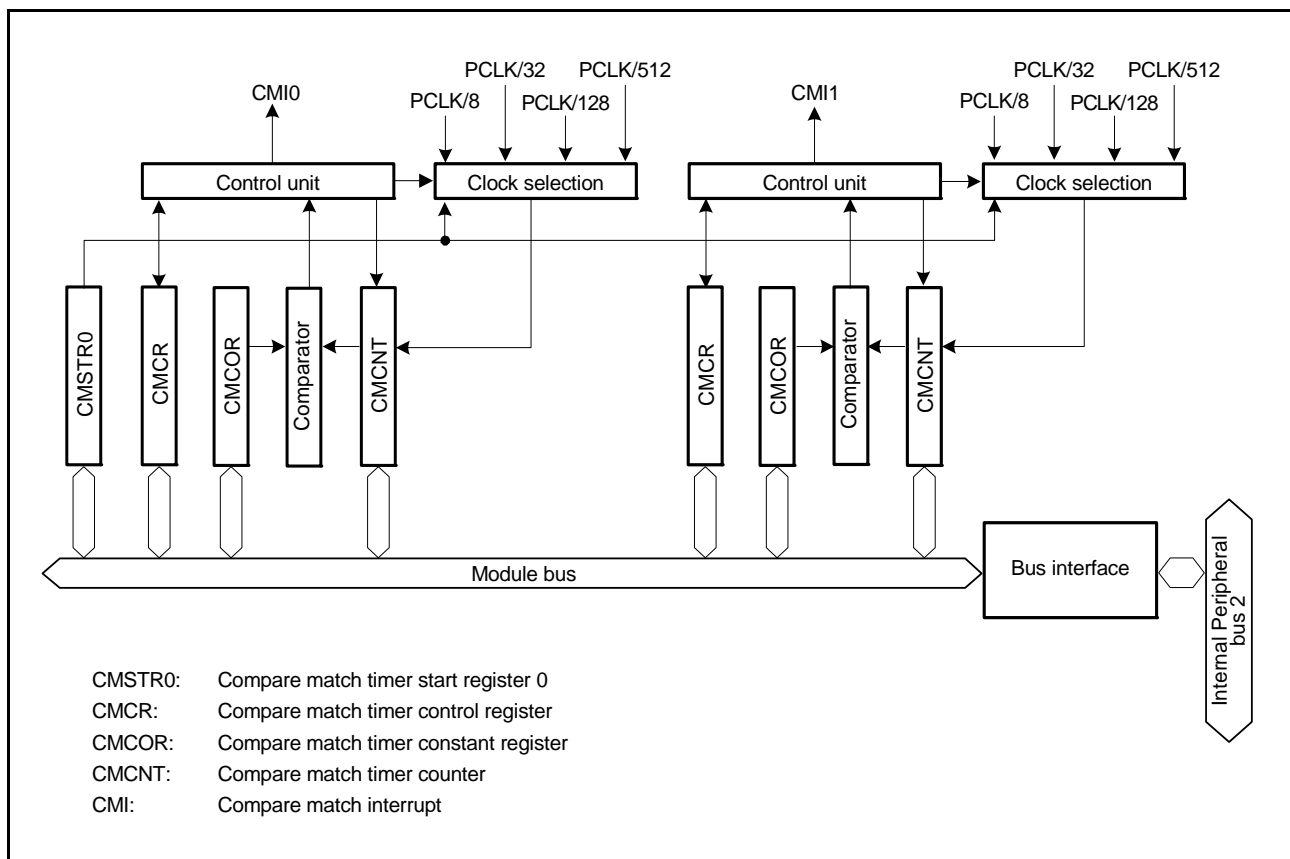 PCLK/32 PCLK/512
CMI0 PCLK/8 PCLK/128
PCLK/32 PCLK/512
CMI1 PCLK/8 PCLK/128
Control unit
Clock selection
Control unit
Clock selection
CMSTR0
CMCR
CMCOR
Comparator
CMCNT
CMCR
CMCOR
Comparator
CMCNT
Module bus
Bus interface
Internal Peripheral
bus 2
CMSTR0: Compare match timer start register 0
CMCR: Compare match timer control register
CMCOR: Compare match timer constant register
CMCNT: Compare match timer counter
CMI: Compare match interrupt